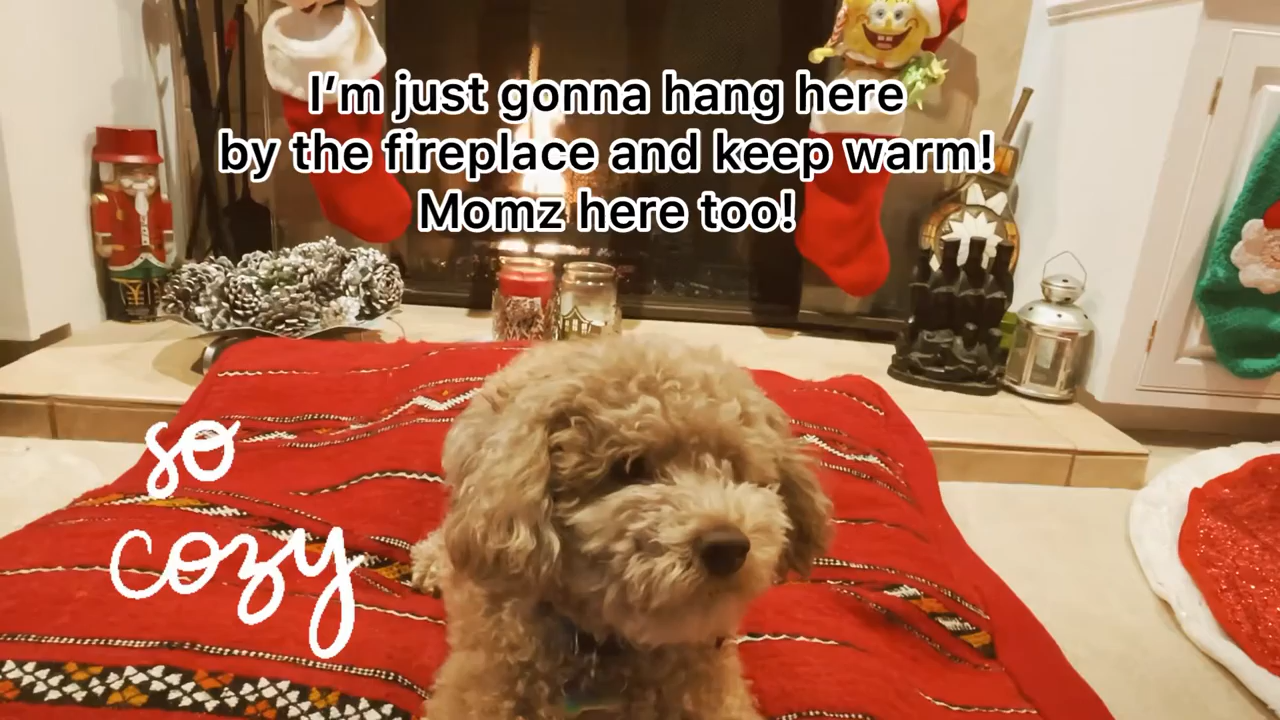 I'm just gonna hang here
by the fireplace and keep warm!
Momz here too!
so
cozy